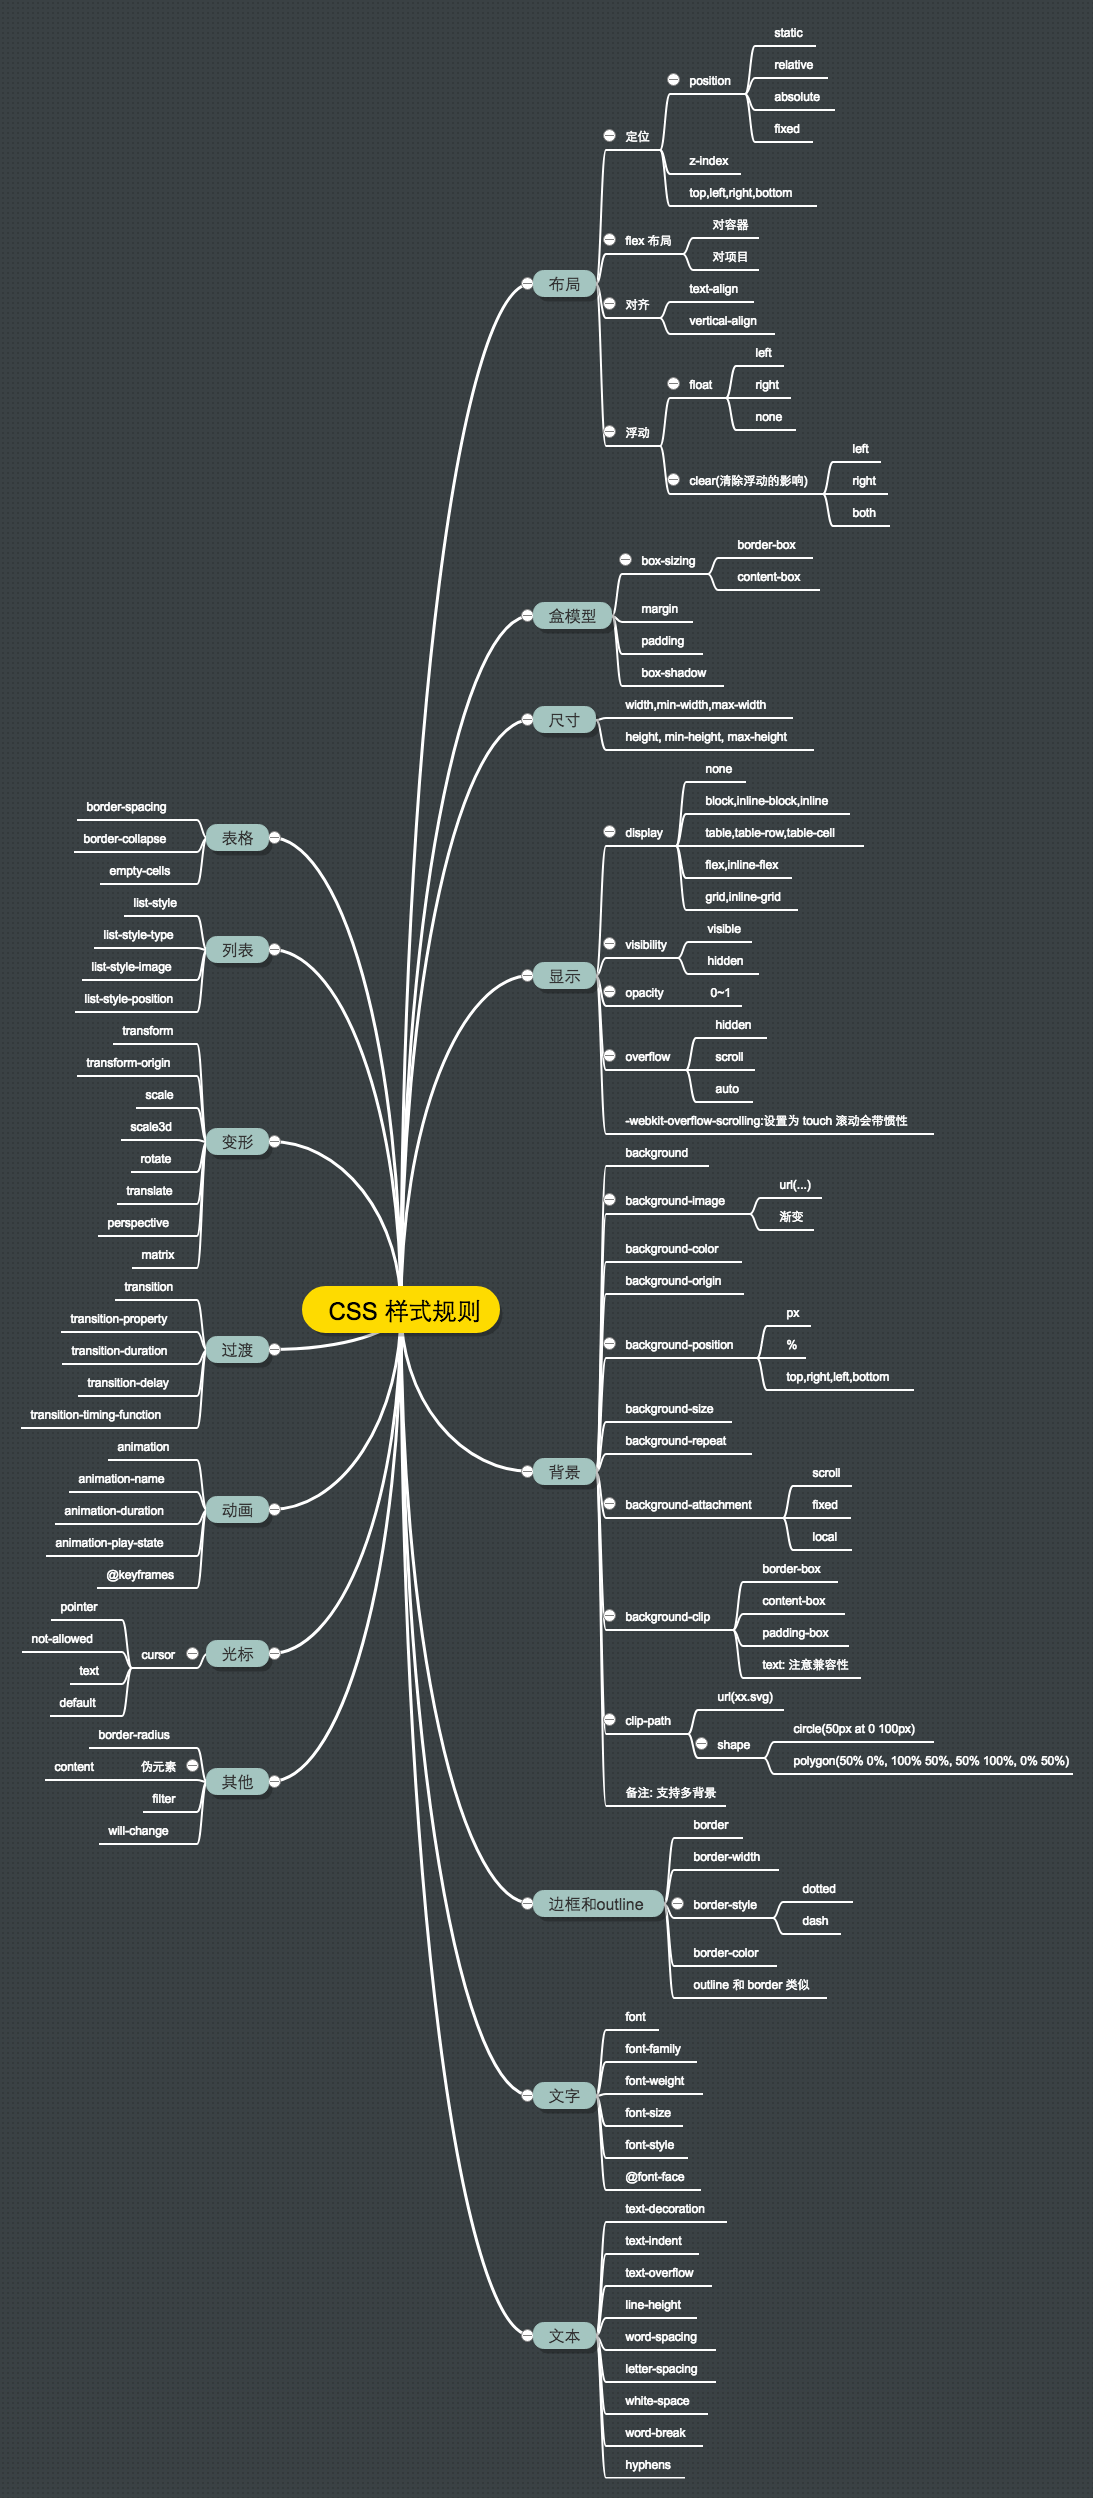 CSS 样式规则
布局
定位
position
static
relative
absolute
fixed
z-index
top,left,right,bottom
flex 布局
对容器
对项目
对齐
text-align
vertical-align
浮动
float
left
right
none
clear(清除浮动的影响)
left
right
both
盒模型
box-sizing
border-box
content-box
margin
padding
box-shadow
尺寸
width,min-width,max-width
height, min-height, max-height
显示
display
none
block,inline-block,inline
table,table-row,table-cell
flex,inline-flex
grid,inline-grid
visibility
visible
hidden
opacity
0~1
overflow
hidden
scroll
auto
-webkit-overflow-scrolling:设置为 touch 滚动会带惯性
背景
background
background-image
url(...)
渐变
background-color
background-origin
background-position
px
%
top,right,left,bottom
background-size
background-repeat
background-attachment
scroll
fixed
local
background-clip
border-box
content-box
padding-box
text: 注意兼容性
clip-path
url(xx.svg)
shape
circle(50px at 0 100px)
polygon(50% 0%, 100% 50%, 50% 100%, 0% 50%)
备注: 支持多背景
边框和outline
border
border-width
border-style
dotted
dash
border-color
outline 和 border 类似
文字
font
font-family
font-weight
font-size
font-style
@font-face
文本
text-decoration
text-indent
text-overflow
line-height
word-spacing
letter-spacing
white-space
word-break
hyphens
表格
border-spacing
border-collapse
empty-cells
列表
list-style
list-style-type
list-style-image
list-style-position
变形
transform
transform-origin
scale
scale3d
rotate
translate
perspective
matrix
过渡
transition
transition-property
transition-duration
transition-delay
transition-timing-function
动画
animation
animation-name
animation-duration
animation-play-state
@keyframes
光标
cursor
pointer
not-allowed
text
default
其他
border-radius
伪元素
content
filter
will-change